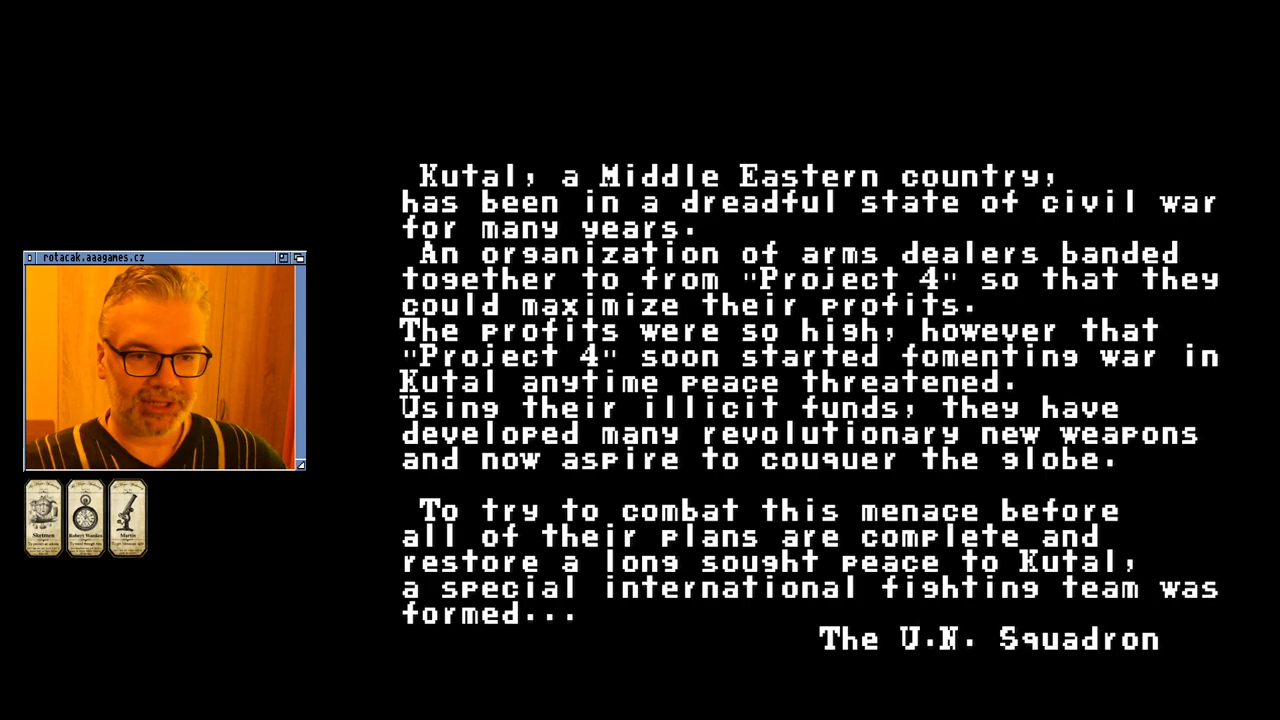 rotacak.aaagames.cz
Kutal, a Middle Eastern country,
has been in a dreadful state of civil war
for many years.
An organization of arms dealers banded
together to from "Project 4" so that they
could maximize their profits.
The profits were so high, however that
"Project 4" soon started fomenting war in
Kutal anytime peace threatened.
Using their illicit funds, they have
developed many revolutionary new weapons
and now aspire to couquer the globe.
To try to combat this menace before
all of their plans are complete and
restore a long sought peace to Kutal,
a special international fighting team was
formed...
The U.N. Squadron
Sketmen
Robert Wanken
Martin